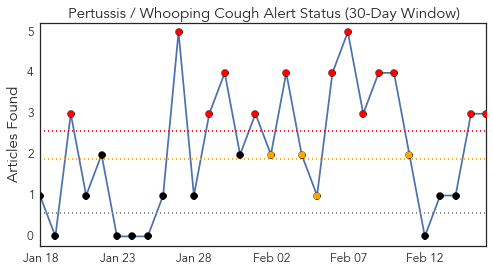 Pertussis / Whooping Cough Alert Status (30-Day Window)
Articles Found
5
4
3
2
1
0
Jan 18 Jan 23 Jan 28 Feb 02 Feb 07 Feb 12